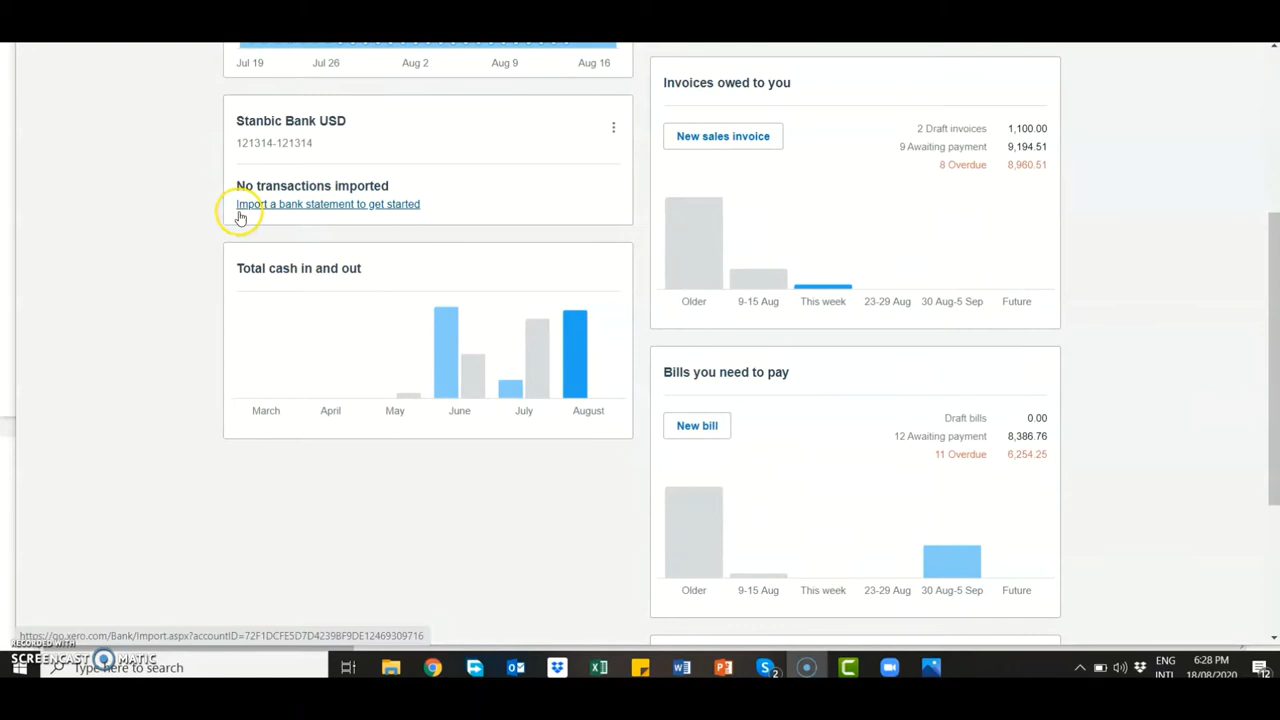 Jul 19 Jul 26 Aug 2 Aug 9 Aug 16
Stanbic Bank USD
121314-121314
No transactions imported
Import a bank statement to get started
Total cash in and out
March April May June July August
Invoices owed to you
New sales invoice
2 Draft invoices 1,100.00
9 Awaiting payment 9,194.51
8 Overdue 8,960.51
Older 9-15 Aug This week 23-29 Aug 30 Aug-5 Sep Future
Bills you need to pay
New bill
Draft bills 0.00
12 Awaiting payment 8,386.76
11 Overdue 6,254.25
Older 9-15 Aug This week 23-29 Aug 30 Aug-5 Sep Future
https://go.xero.com/Bank/Import.aspx?accountID=72F1DCFE5D7D4239BF9DE12469309716
RECORDED WITH
SCREENCAST MATIC
Type here to search
2
ENG
INTL
6:28 PM
18/08/2020
12